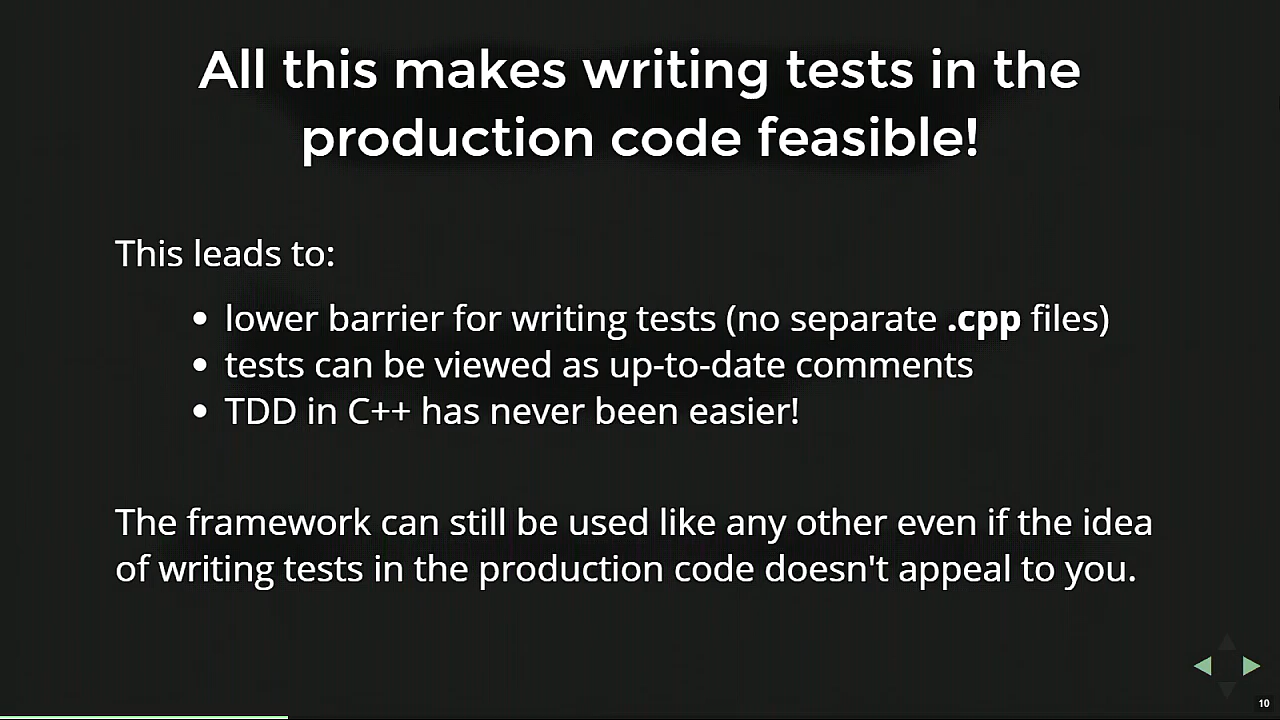 All this makes writing tests in the
production code feasible!
This leads to:
• lower barrier for writing tests (no separate .cpp files)
• tests can be viewed as up-to-date comments
• TDD in C++ has never been easier!
The framework can still be used like any other even if the idea
of writing tests in the production code doesn't appeal to you.
10